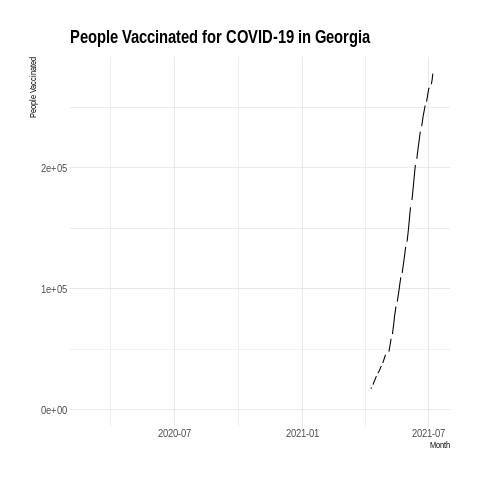 People Vaccinated for COVID-19 in Georgia
People Vaccinated
2e+05
1e+05
0e+00
2020-07
2021-01
2021-07
Month